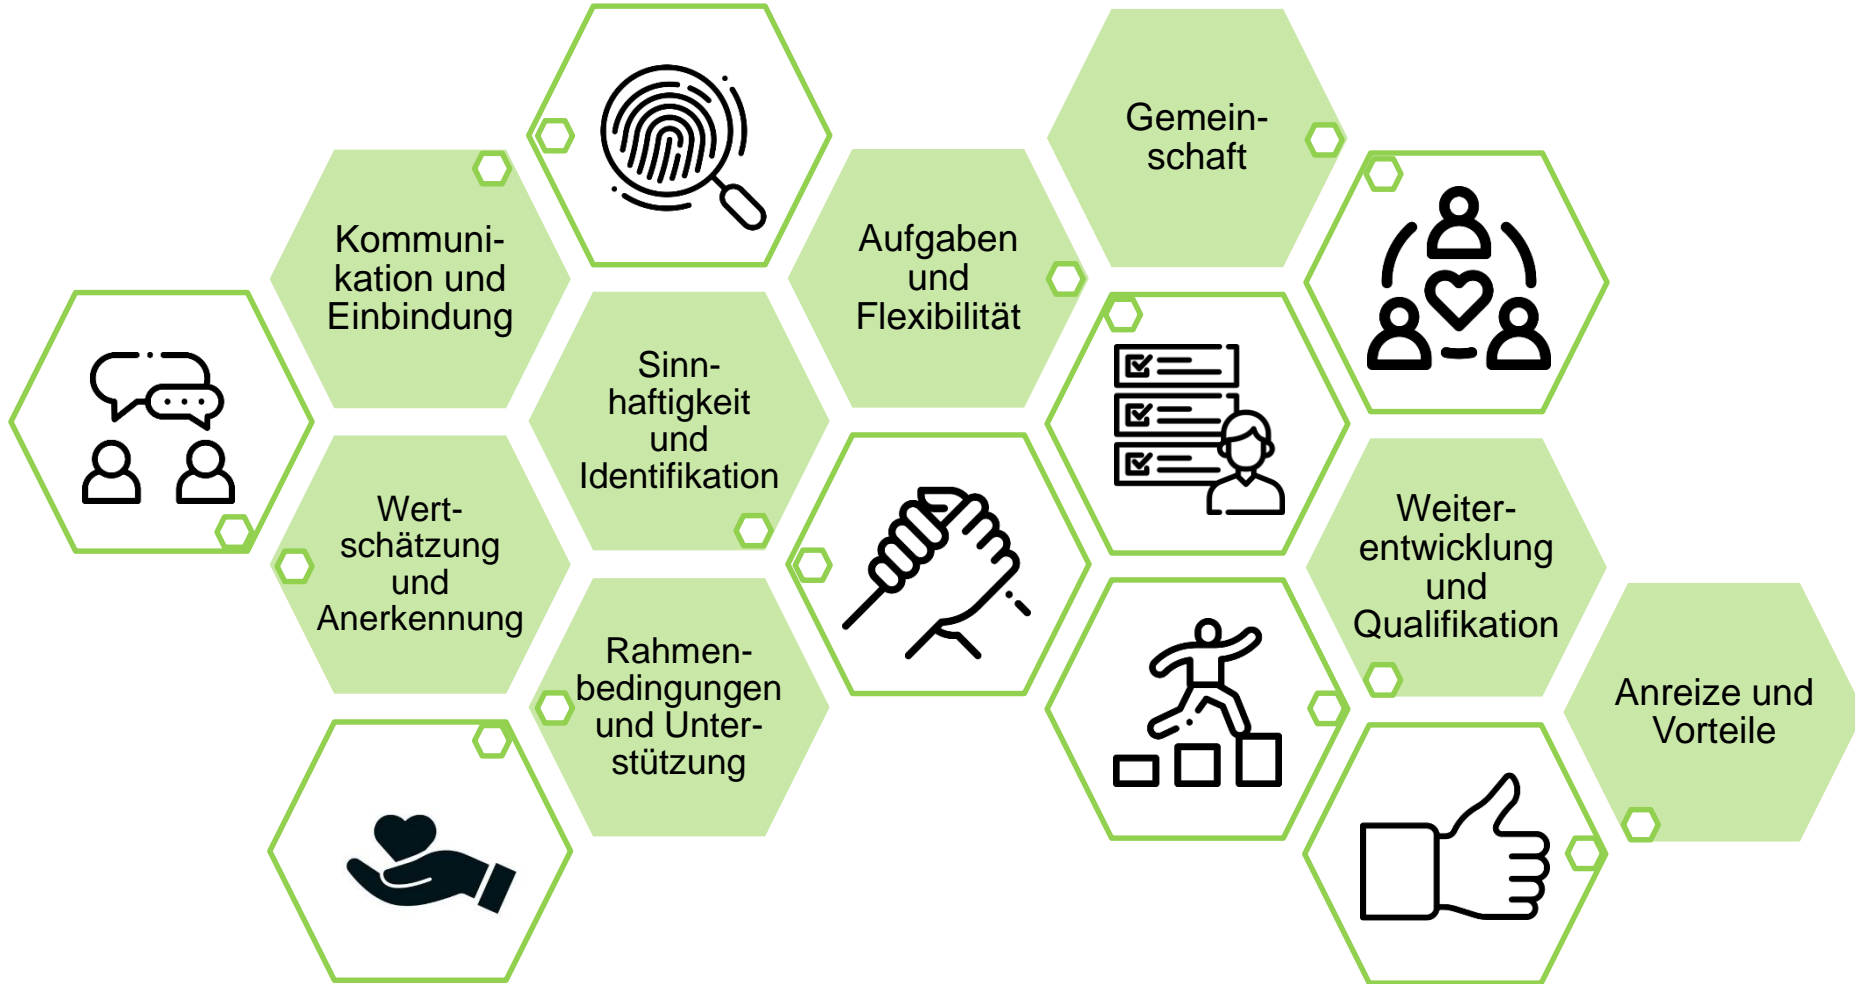 Kommuni-
kation und
Einbindung
Wert-
schätzung
und
Anerkennung
Sinn-
haftigkeit
und
Identifikation
Rahmen-
bedingungen
und Unter-
stützung
Aufgaben
und
Flexibilität
Gemein-
schaft
Weiter-
entwicklung
und
Qualifikation
Anreize und
Vorteile